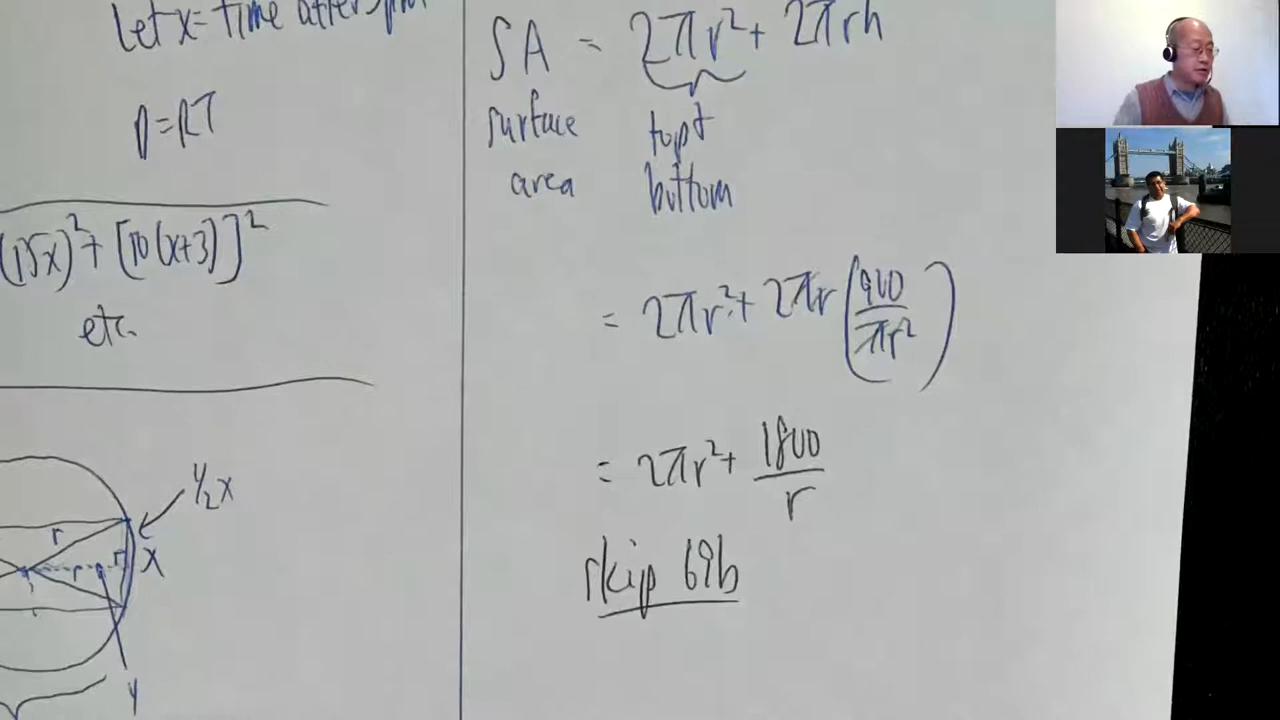 Let x = time after
D = RT
(15x)² + [10(x+3)]²
etc.
½x
r
r
x
y
SA = 2πr² + 2πrh
surface top &
area bottom
= 2πr² + 2πr(900/πr²)
= 2πr² + 1800/r
skip 69b